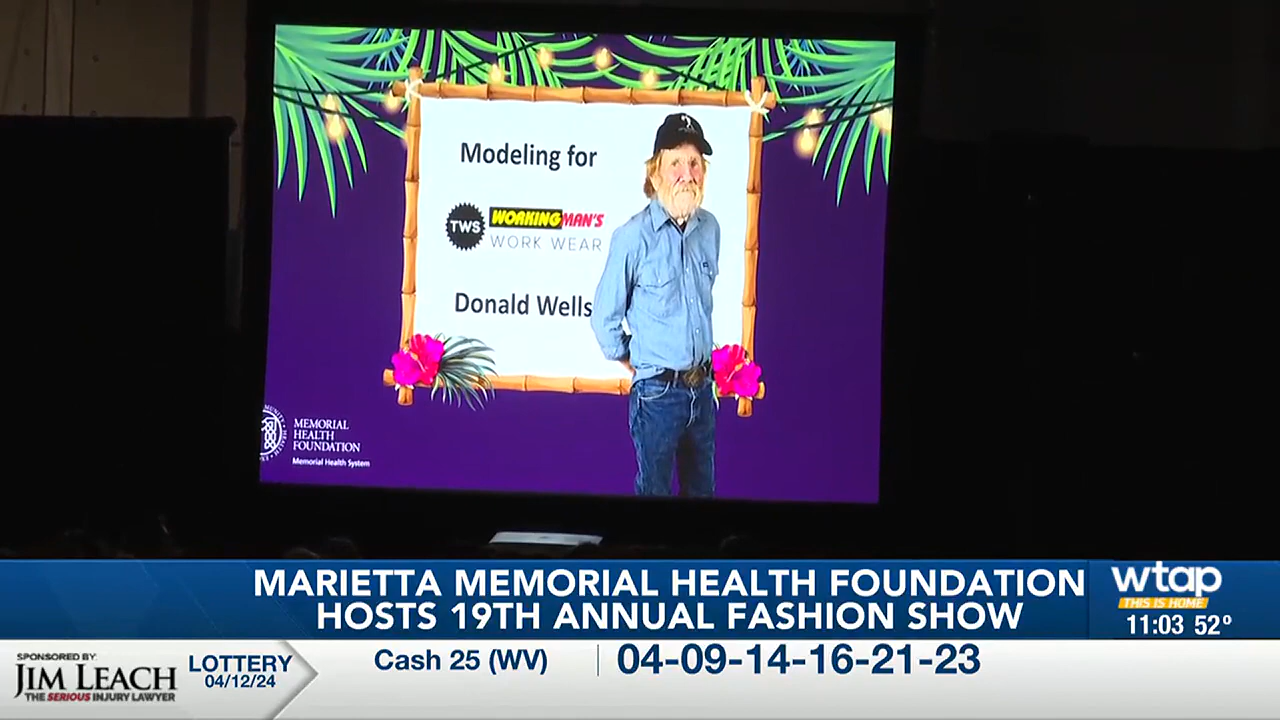 Modeling for
TWS
WORKINGMAN'S
WORK WEAR
Donald Wells
MEMORIAL
HEALTH
FOUNDATION
Memorial Health System
MARIETTA MEMORIAL HEALTH FOUNDATION
HOSTS 19TH ANNUAL FASHION SHOW
wtap
THIS IS HOME
11:03 52°
SPONSORED BY:
JIM LEACH
THE SERIOUS INJURY LAWYER
LOTTERY
04/12/24
Cash 25 (WV)
04-09-14-16-21-23